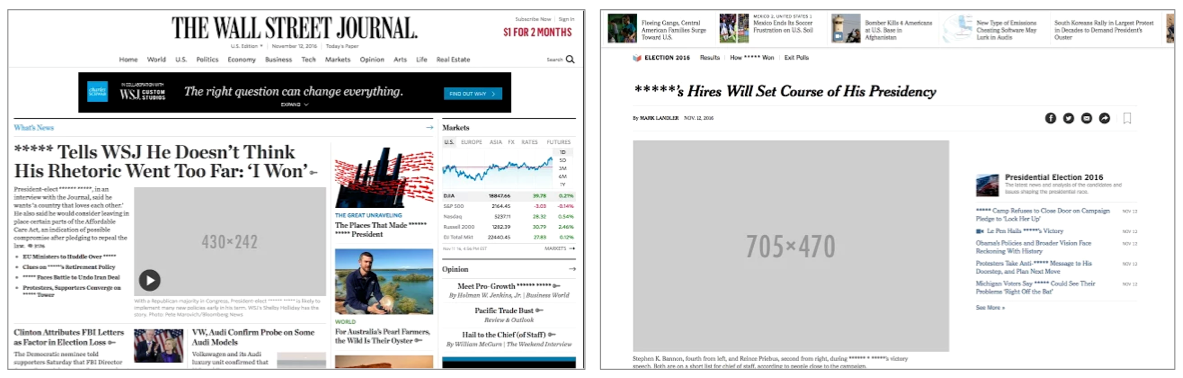 THE WALL STREET JOURNAL.
Subscribe Now | Sign In
$1 FOR 2 MONTHS
U.S. Edition | November 12, 2016 | Today's Paper
Home World U.S. Politics Economy Business Tech Markets Opinion Arts Life Real Estate
Search
IN COLLABORATION WITH
WSJ CUSTOM STUDIOS
The right question can change everything.
EXPAND
FIND OUT WHY
What's News
***** Tells WSJ He Doesn't Think
His Rhetoric Went Too Far: 'I Won'
President-elect ****** *****, in an
interview with the Journal, said he
wants 'a country that loves each other.'
He also said he would consider leaving in
place certain parts of the Affordable
Care Act, an indication of possible
compromise after pledging to repeal the
law.
EU Ministers to Huddle Over *****
Clues on *****'s Retirement Policy
***** Faces Battle to Undo Iran Deal
Protesters, Supporters Converge on
***** Tower
430×242
With a Republican majority in Congress, President-elect ****** ***** is likely to
implement many new policies early in his term. WSJ's Shelby Holliday has the
story. Photo: Pete Marovich/Bloomberg News
Clinton Attributes FBI Letters
as Factor in Election Loss
The Democratic nominee told
supporters Saturday that FBI Director
VW, Audi Confirm Probe on Some
Audi Models
Volkswagen and its Audi
luxury unit confirmed that
THE GREAT UNRAVELING
The Places That Made ******
President
WORLD
For Australia's Pearl Farmers,
the Wild Is Their Oyster
Markets
U.S. EUROPE ASIA FX RATES FUTURES
1D
5D
3M
6M
1Y
DJIA 18847.66 39.78 0.21%
S&P 500 2164.45 -3.03 -0.14%
Nasdaq 5237.11 28.32 0.54%
Russell 2000 1282.39 30.79 2.46%
DJ Total Mkt 22440.45 27.83 0.12%
MARKETS
Opinion
Meet Pro-Growth ****** ******
By Holman W. Jenkins, Jr. | Business World
Pacific Trade Bust
Review & Outlook
Hail to the Chief (of Staff)
By William McGurn | The Weekend Interview
Fleeing Gangs, Central
American Families Surge
Toward U.S.
MEXICO 2, UNITED STATES 1
Mexico Ends Its Soccer
Frustration on U.S. Soil
Bomber Kills 4 Americans
at U.S. Base in
Afghanistan
New Type of Emissions
Cheating Software May
Lurk in Audis
South Koreans Rally in Largest Protest
in Decades to Demand President's
Ouster
ELECTION 2016 Results How ***** Won Exit Polls
*****'s Hires Will Set Course of His Presidency
By MARK LANDLER NOV. 12, 2016
705×470
Stephen K. Bannon, fourth from left, and Reince Priebus, second from right, during ****** * *****'s victory
speech. Both are on a short list for chief of staff, according to people close to the campaign.
Presidential Election 2016
The latest news and analysis of the candidates and
issues shaping the presidential race.
***** Camp Refuses to Close Door on Campaign NOV 13
Pledge to 'Lock Her Up'
Le Pen Hails *****'s Victory NOV 13
Obama's Policies and Broader Vision Face NOV 13
Reckoning With History
Protesters Take Anti-***** Message to His NOV 12
Doorstep, and Plan Next Move
Michigan Voters Say ***** Could See Their NOV 12
Problems 'Right Off the Bat'
See More »